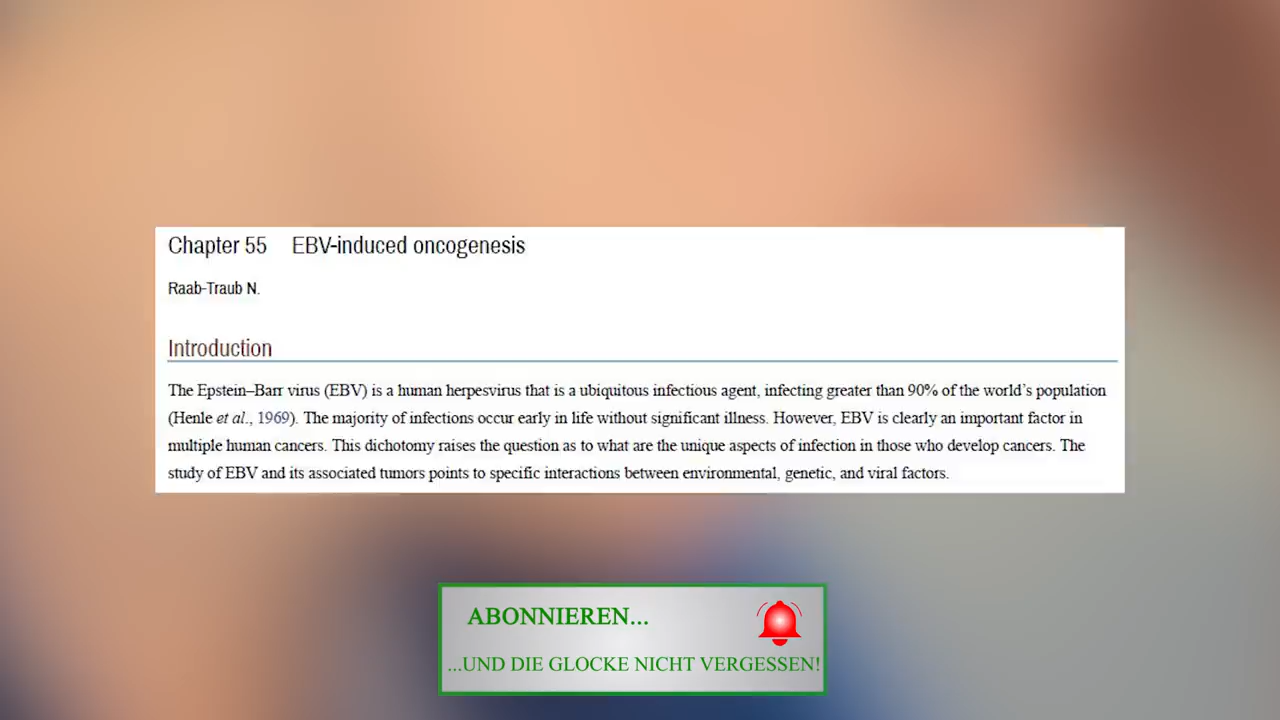 Chapter 55 EBV-induced oncogenesis
Raab-Traub N.
Introduction
The Epstein–Barr virus (EBV) is a human herpesvirus that is a ubiquitous infectious agent, infecting greater than 90% of the world’s population
(Henle et al., 1969). The majority of infections occur early in life without significant illness. However, EBV is clearly an important factor in
multiple human cancers. This dichotomy raises the question as to what are the unique aspects of infection in those who develop cancers. The
study of EBV and its associated tumors points to specific interactions between environmental, genetic, and viral factors.
ABONNIEREN...
...UND DIE GLOCKE NICHT VERGESSEN!